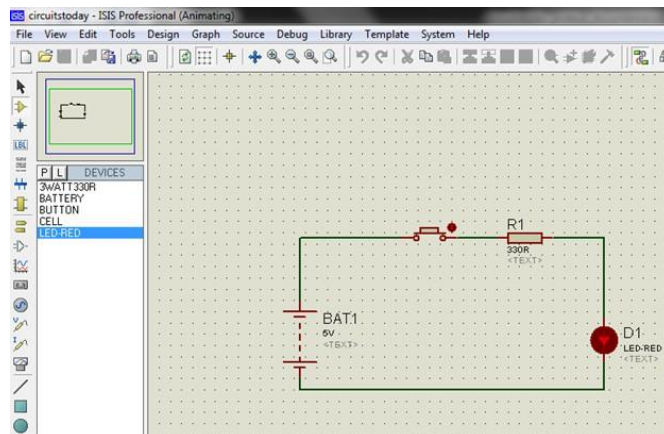 circuitstoday - ISIS Professional (Animating)
File View Edit Tools Design Graph Source Debug Library Template System Help
P L DEVICES
3WATT330R
BATTERY
BUTTON
CELL
LED-RED
LBL
R1
330R
<TEXT>
BAT1
5V
<TEXT>
D1
LED-RED
<TEXT>